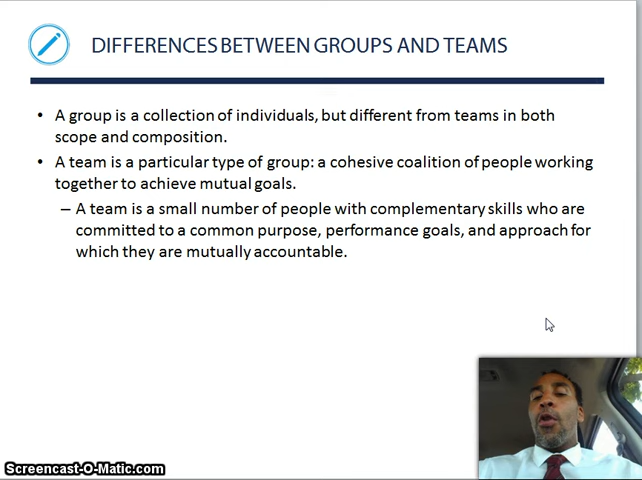 DIFFERENCES BETWEEN GROUPS AND TEAMS
• A group is a collection of individuals, but different from teams in both
scope and composition.
• A team is a particular type of group: a cohesive coalition of people working
together to achieve mutual goals.
– A team is a small number of people with complementary skills who are
committed to a common purpose, performance goals, and approach for
which they are mutually accountable.
Screencast-O-Matic.com